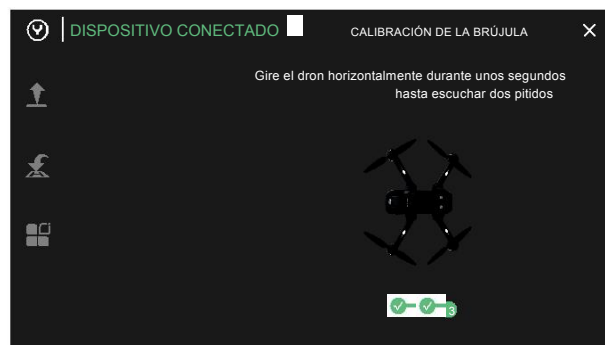 DISPOSITIVO CONECTADO
CALIBRACIÓN DE LA BRÚJULA
Gire el dron horizontalmente durante unos segundos
hasta escuchar dos pitidos
3